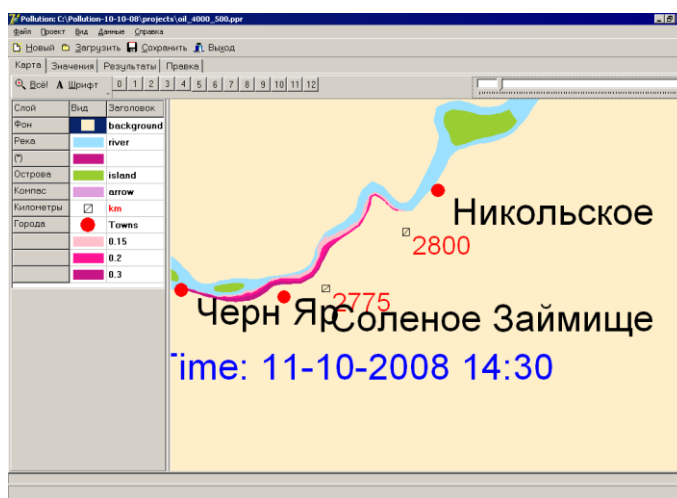 Pollution: C:\Pollution-10-10-08\projects\oil_4000_500.ppr
Файл Проект Вид Данные Справка
Новый Загрузить Сохранить Выход
Карта Значения Результаты Правка
Всё! A Шрифт 0 1 2 3 4 5 6 7 8 9 10 11 12
Слой Вид Заголовок
Фон background
Река river
(*)
Острова island
Компас arrow
Километры km
Города Towns
0.15
0.2
0.3
Никольское
2800
2775
Черн Яр
Соленое Займище
Time: 11-10-2008 14:30